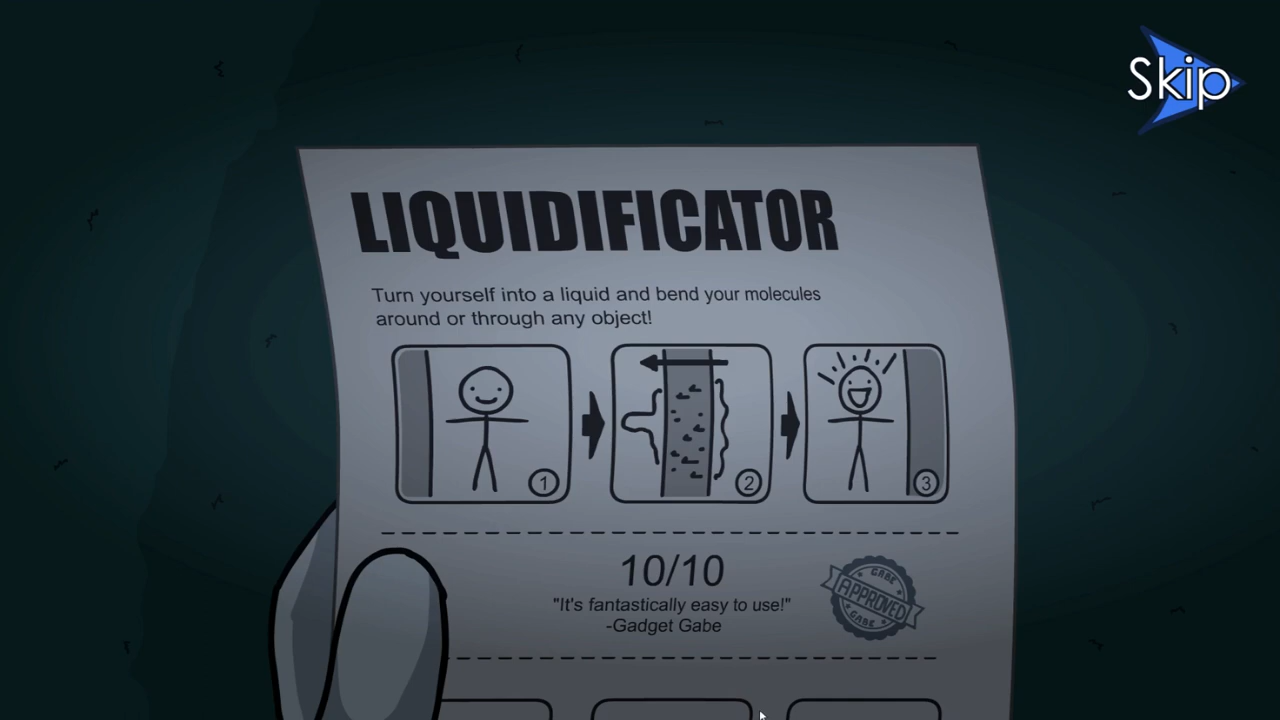 Skip
LIQUIDIFICATOR
Turn yourself into a liquid and bend your molecules
around or through any object!
1
2
3
10/10
"It's fantastically easy to use!"
-Gadget Gabe
GABE
APPROVED
GABE